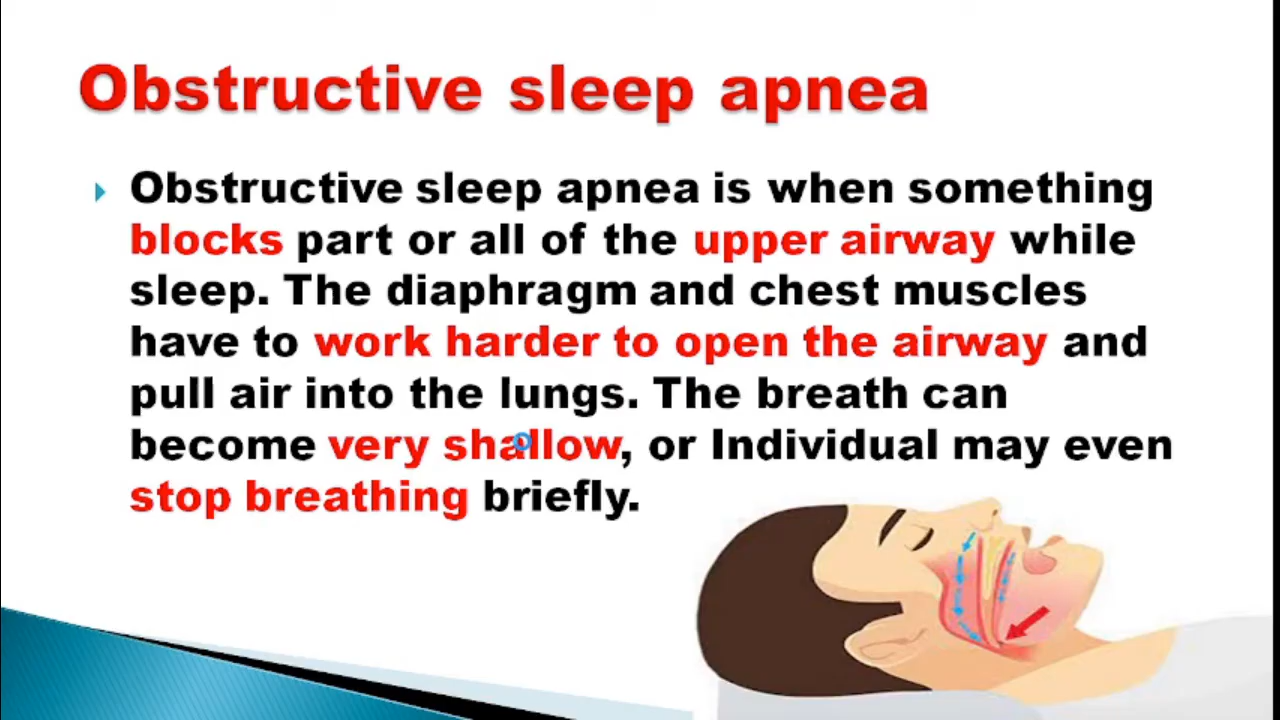 Obstructive sleep apnea
Obstructive sleep apnea is when something
blocks part or all of the upper airway while
sleep. The diaphragm and chest muscles
have to work harder to open the airway and
pull air into the lungs. The breath can
become very shallow, or Individual may even
stop breathing briefly.